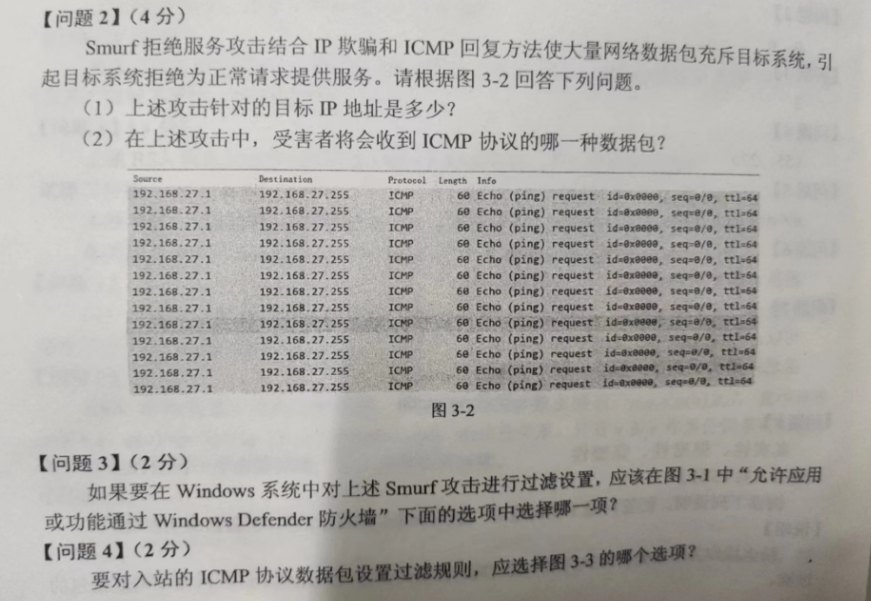 【问题 2】（4 分）
Smurf 拒绝服务攻击结合 IP 欺骗和 ICMP 回复方法使大量网络数据包充斥目标系统，引
起目标系统拒绝为正常请求提供服务。请根据图 3-2 回答下列问题。
（1）上述攻击针对的目标 IP 地址是多少？
（2）在上述攻击中，受害者将会收到 ICMP 协议的哪一种数据包？
Source Destination Protocol Length Info
192.168.27.1 192.168.27.255 ICMP 60 Echo (ping) request id=0x0000, seq=0/0, ttl=64
192.168.27.1 192.168.27.255 ICMP 60 Echo (ping) request id=0x0000, seq=0/0, ttl=64
192.168.27.1 192.168.27.255 ICMP 60 Echo (ping) request id=0x0000, seq=0/0, ttl=64
192.168.27.1 192.168.27.255 ICMP 60 Echo (ping) request id=0x0000, seq=0/0, ttl=64
192.168.27.1 192.168.27.255 ICMP 60 Echo (ping) request id=0x0000, seq=0/0, ttl=64
192.168.27.1 192.168.27.255 ICMP 60 Echo (ping) request id=0x0000, seq=0/0, ttl=64
192.168.27.1 192.168.27.255 ICMP 60 Echo (ping) request id=0x0000, seq=0/0, ttl=64
192.168.27.1 192.168.27.255 ICMP 60 Echo (ping) request id=0x0000, seq=0/0, ttl=64
192.168.27.1 192.168.27.255 ICMP 60 Echo (ping) request id=0x0000, seq=0/0, ttl=64
192.168.27.1 192.168.27.255 ICMP 60 Echo (ping) request id=0x0000, seq=0/0, ttl=64
192.168.27.1 192.168.27.255 ICMP 60 Echo (ping) request id=0x0000, seq=0/0, ttl=64
192.168.27.1 192.168.27.255 ICMP 60 Echo (ping) request id=0x0000, seq=0/0, ttl=64
192.168.27.1 192.168.27.255 ICMP 60 Echo (ping) request id=0x0000, seq=0/0, ttl=64
图 3-2
【问题 3】（2 分）
如果要在 Windows 系统中对上述 Smurf 攻击进行过滤设置，应该在图 3-1 中“允许应用
或功能通过 Windows Defender 防火墙”下面的选项中选择哪一项？
【问题 4】（2 分）
要对入站的 ICMP 协议数据包设置过滤规则，应选择图 3-3 的哪个选项？